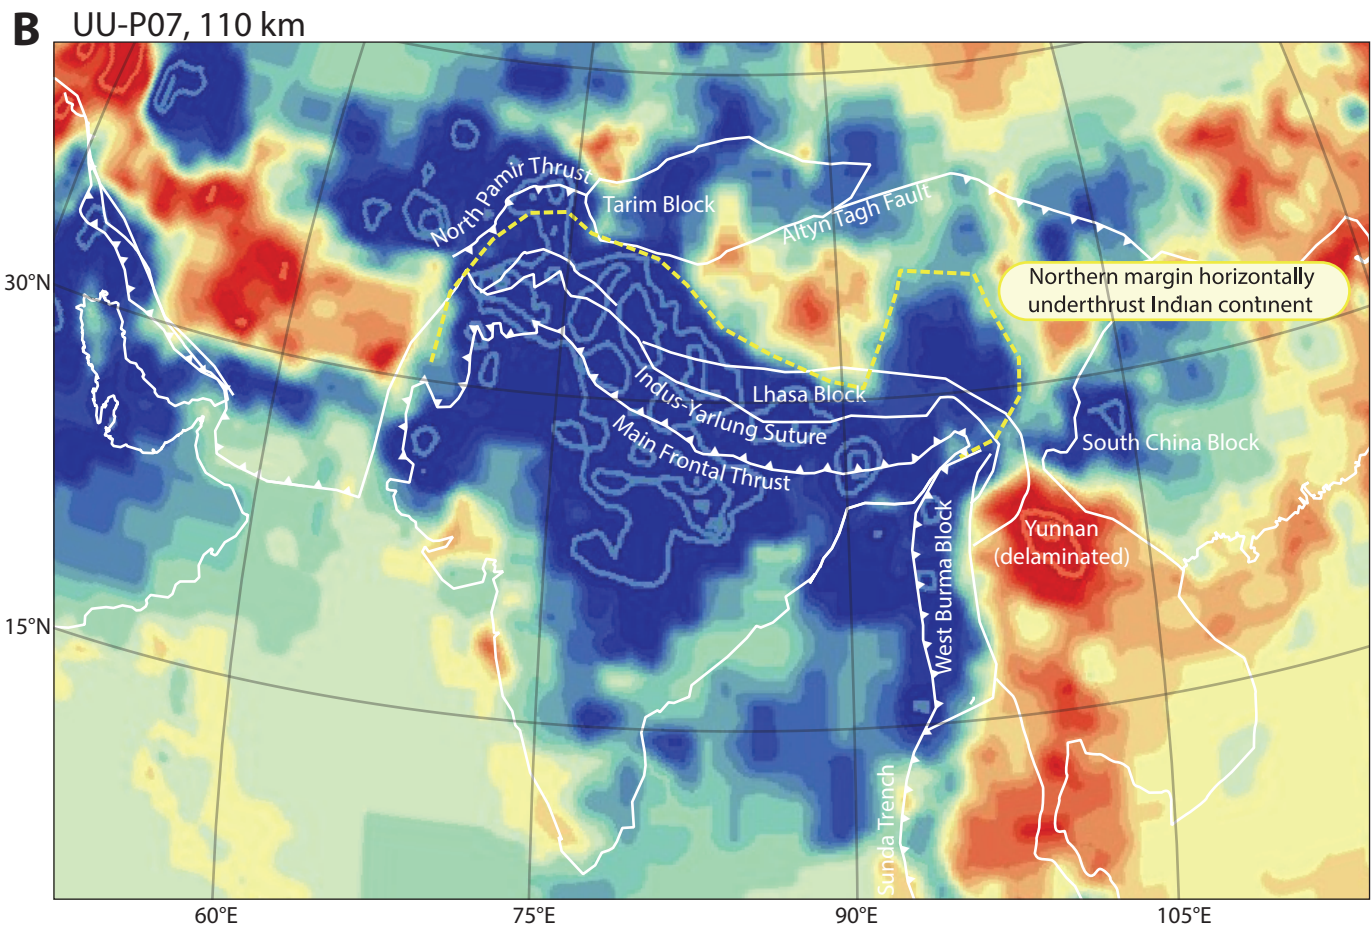 B UU-P07, 110 km
North Pamir Thrust
Tarim Block
Altyn Tagh Fault
30°N
Northern margin horizontally
underthrust Indian continent
Lhasa Block
Indus-Yarlung Suture
Main Frontal Thrust
South China Block
Yunnan
(delaminated)
West Burma Block
15°N
Sunda Trench
60°E
75°E
90°E
105°E